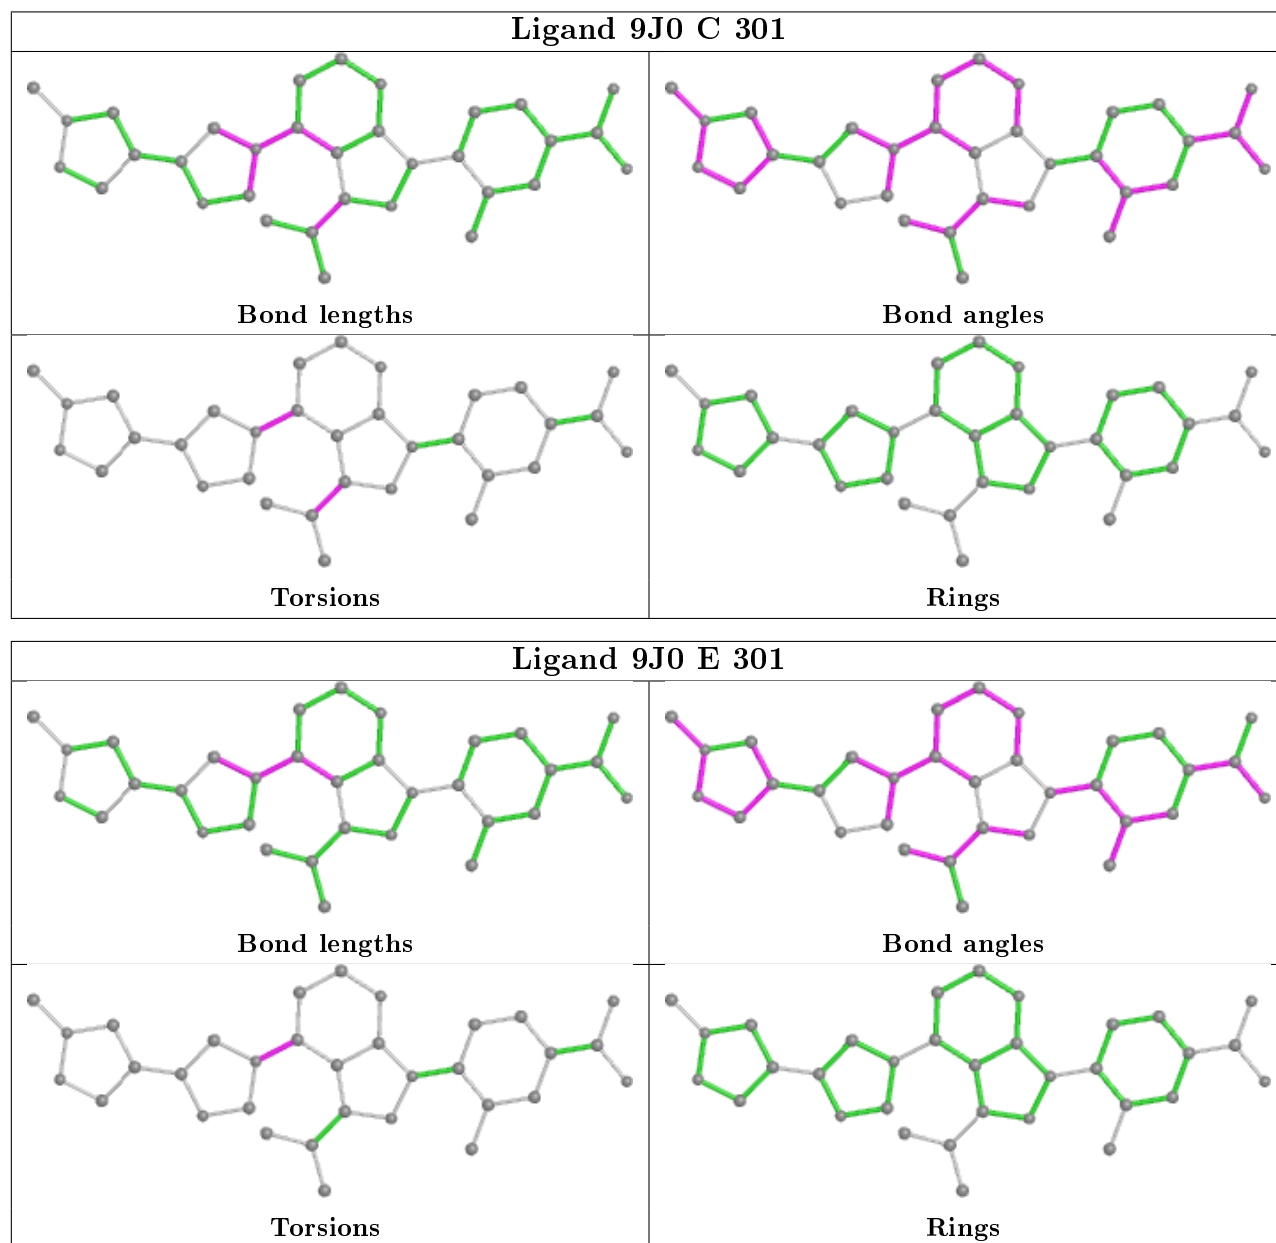 Ligand 9J0 C 301
Bond lengths
Bond angles
Torsions
Rings
Ligand 9J0 E 301
Bond lengths
Bond angles
Torsions
Rings